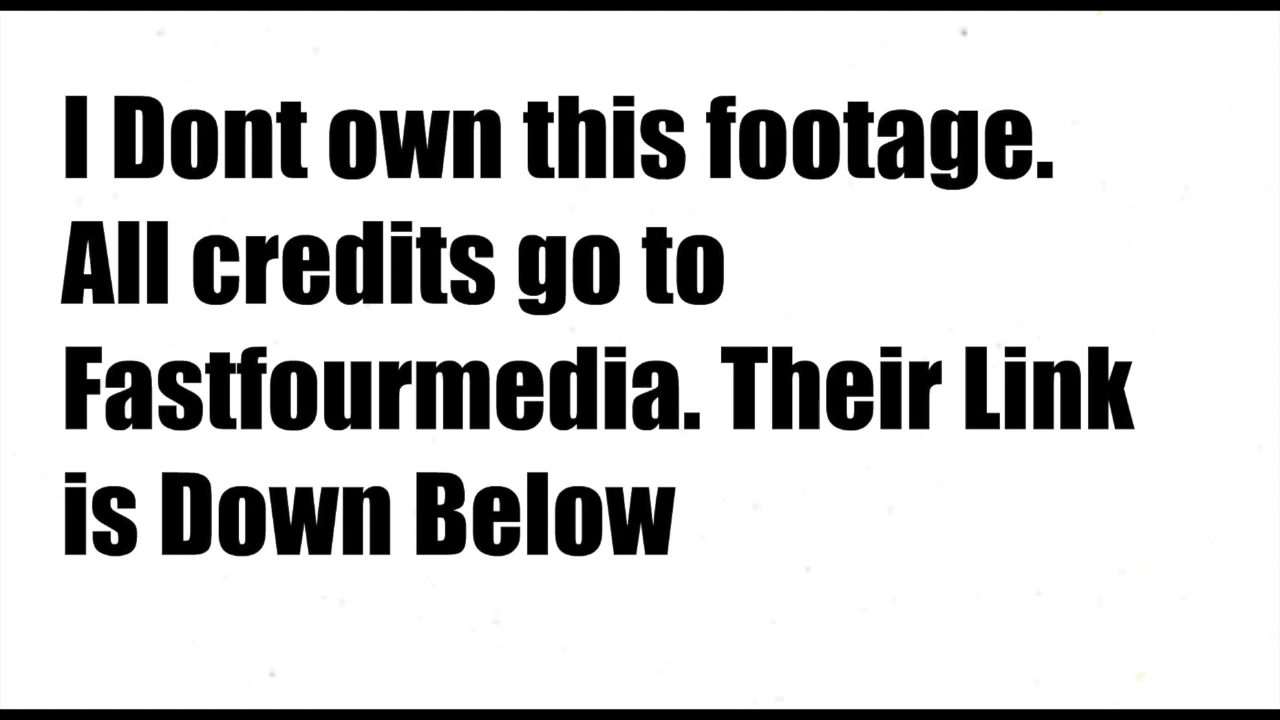 I Dont own this footage.
All credits go to
Fastfourmedia. Their Link
is Down Below